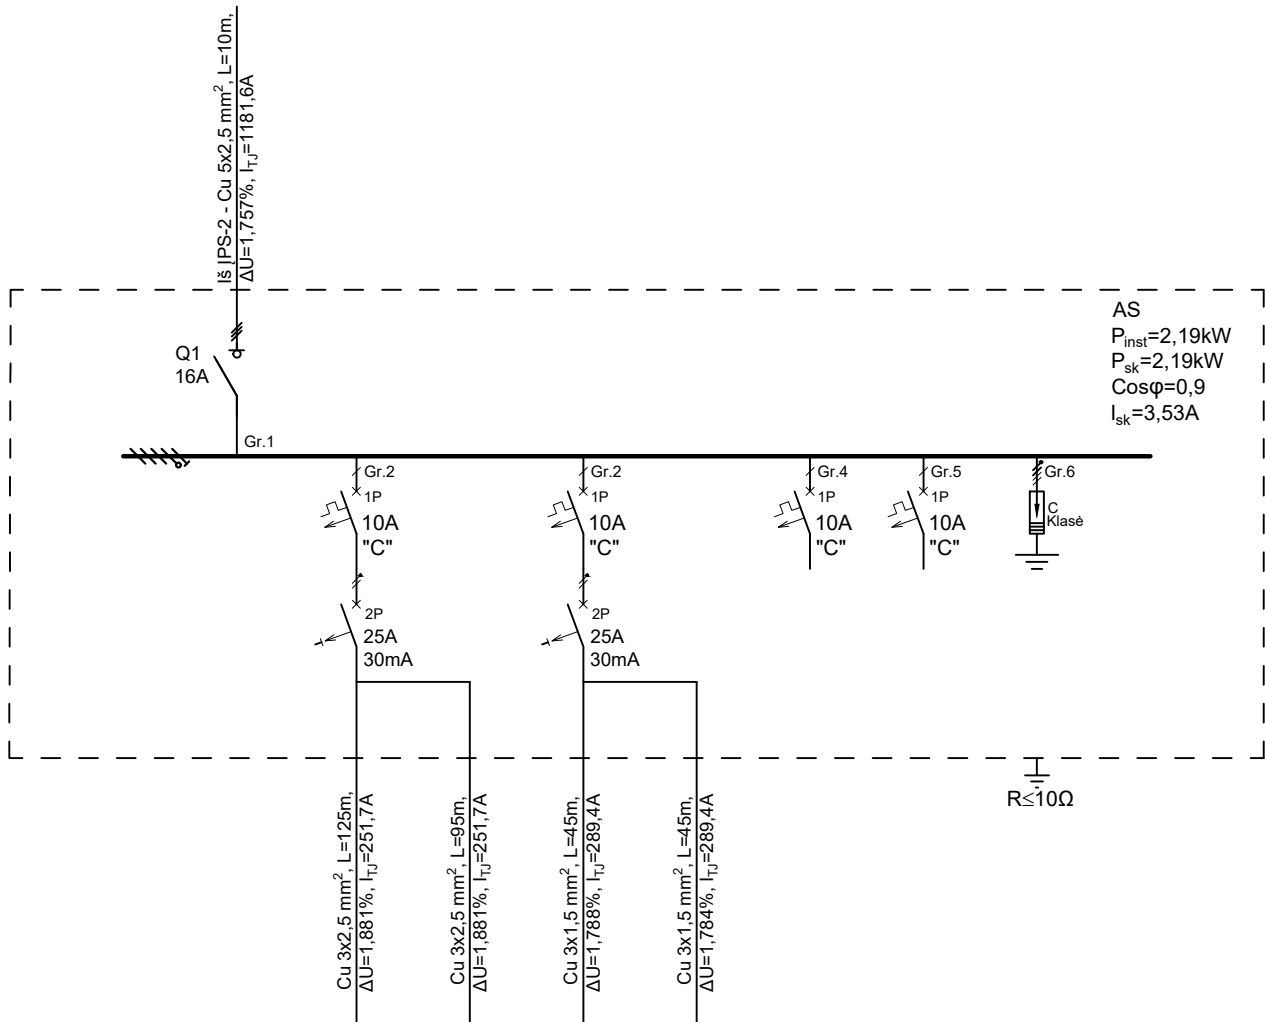 Iš ĮPS-2 - Cu 5x2,5 mm², L=10m,
ΔU=1,757%, I_TJ=1181,6A
AS
P_inst=2,19kW
P_sk=2,19kW
Cosφ=0,9
I_sk=3,53A
Q1
16A
Gr.1
Gr.2
1P
10A
"C"
2P
25A
30mA
Gr.2
1P
10A
"C"
2P
25A
30mA
Gr.4
1P
10A
"C"
Gr.5
1P
10A
"C"
Gr.6
C
Klasė
R≤10Ω
Cu 3x2,5 mm², L=125m,
ΔU=1,881%, I_TJ=251,7A
Cu 3x2,5 mm², L=95m,
ΔU=1,881%, I_TJ=251,7A
Cu 3x1,5 mm², L=45m,
ΔU=1,788%, I_TJ=289,4A
Cu 3x1,5 mm², L=45m,
ΔU=1,784%, I_TJ=289,4A